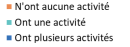 N'ont aucune activité
Ont une activité
Ont plusieurs activités